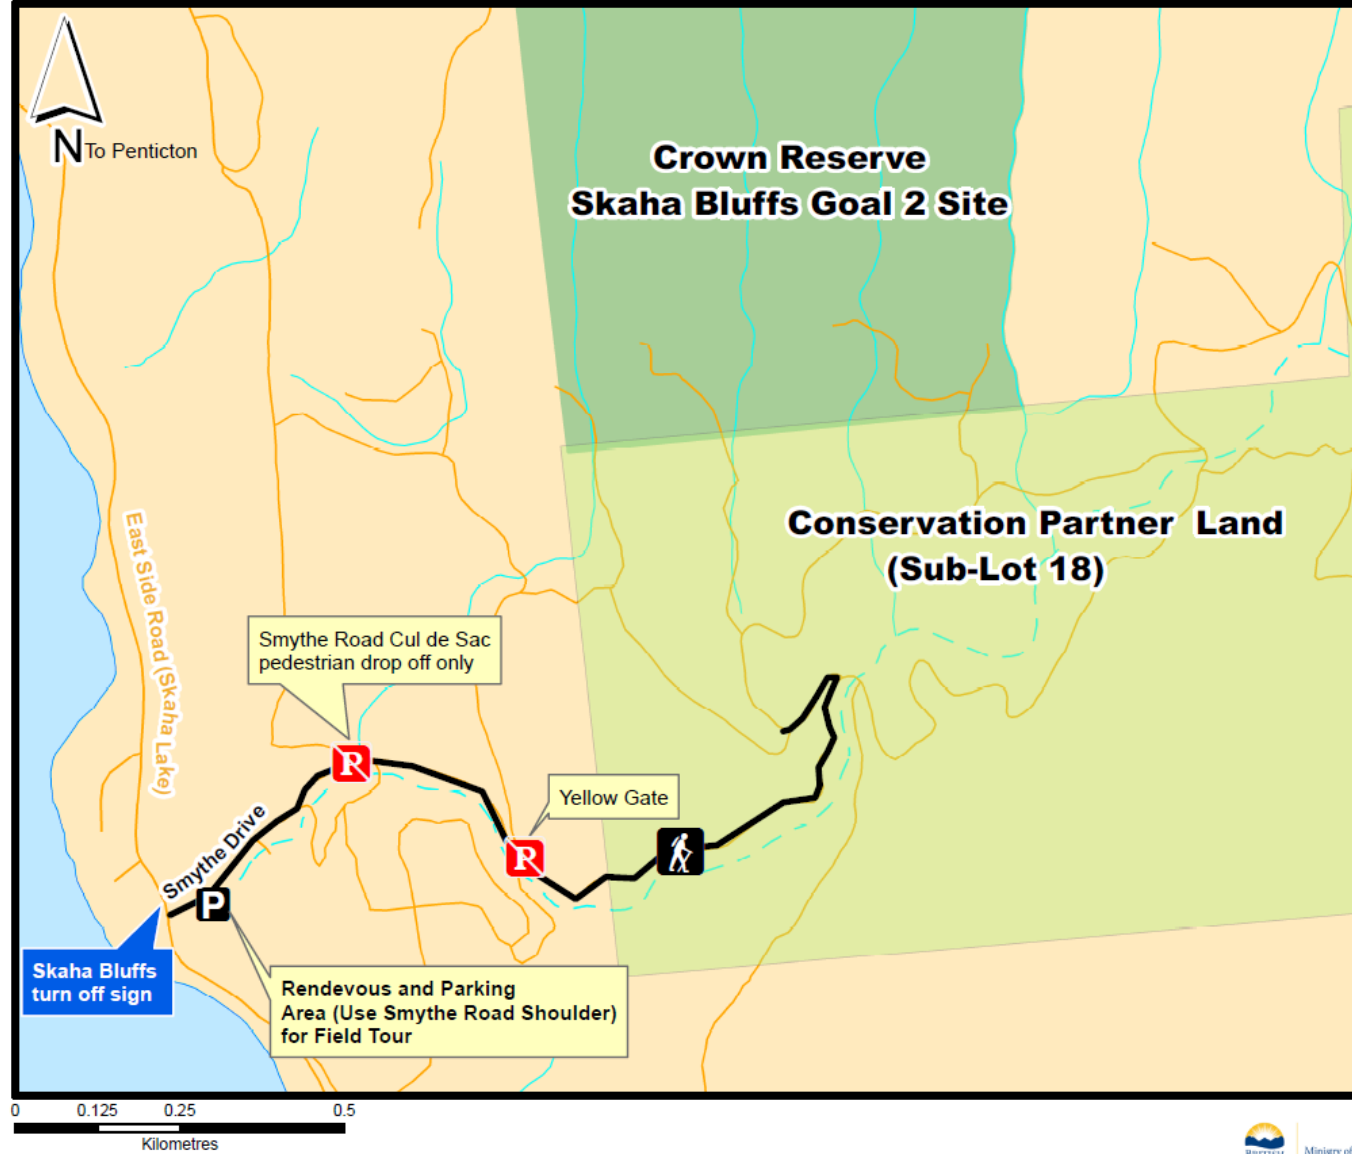 N
To Penticton
Crown Reserve
Skaha Bluffs Goal 2 Site
Conservation Partner Land
(Sub-Lot 18)
East Side Road (Skaha Lake)
Smythe Road Cul de Sac
pedestrian drop off only
R
Yellow Gate
R
Smythe Drive
P
Skaha Bluffs
turn off sign
Rendevous and Parking
Area (Use Smythe Road Shoulder)
for Field Tour
0 0.125 0.25 0.5
Kilometres
Ministry of